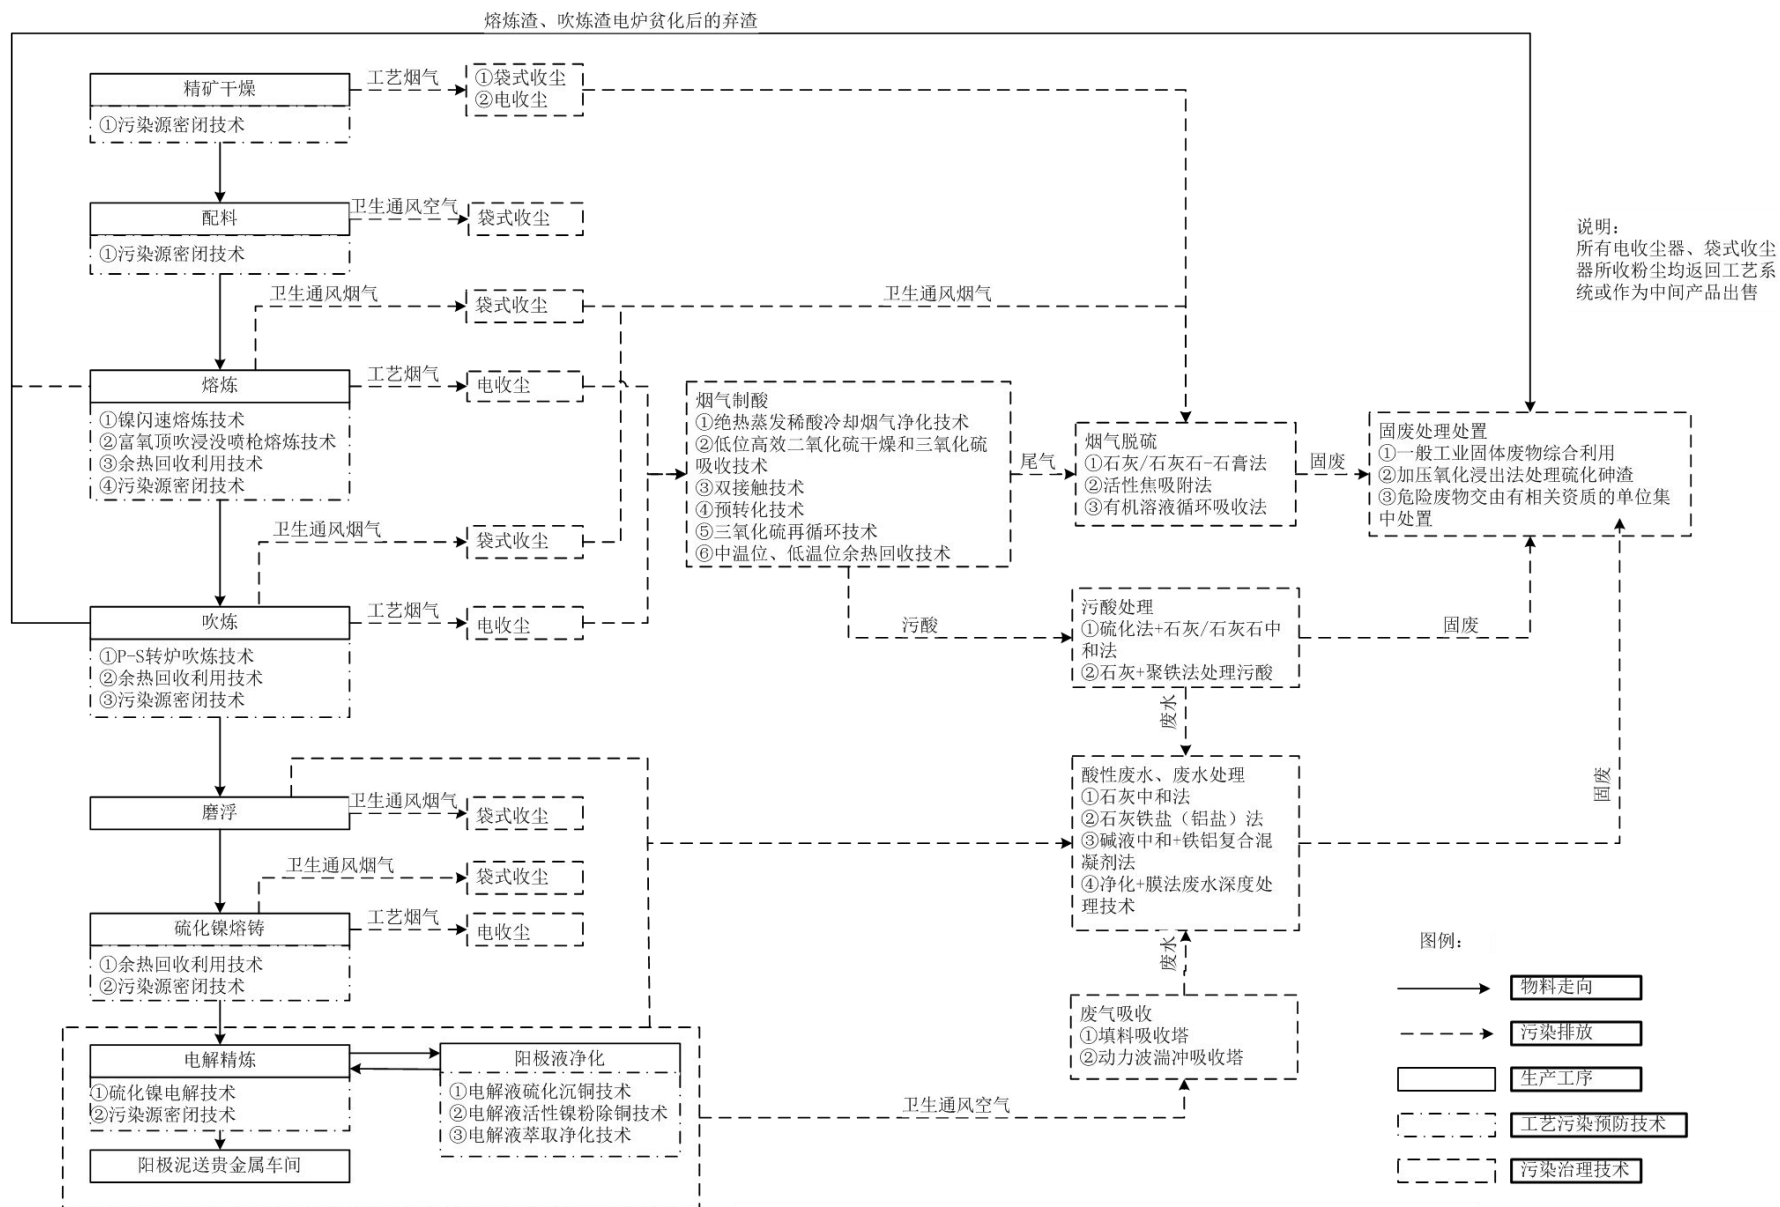 熔炼渣、吹炼渣电炉贫化后的弃渣
精矿干燥
①污染源密闭技术
工艺烟气
①袋式收尘
②电收尘
配料
①污染源密闭技术
卫生通风空气
袋式收尘
说明：
所有电收尘器、袋式收尘
器所收粉尘均返回工艺系
统或作为中间产品出售
卫生通风烟气
袋式收尘
卫生通风烟气
熔炼
①镍闪速熔炼技术
②富氧顶吹浸没喷枪熔炼技术
③余热回收利用技术
④污染源密闭技术
工艺烟气
电收尘
烟气制酸
①绝热蒸发稀酸冷却烟气净化技术
②低位高效二氧化硫干燥和三氧化硫
吸收技术
③双接触技术
④预转化技术
⑤三氧化硫再循环技术
⑥中温位、低温位余热回收技术
尾气
烟气脱硫
①石灰/石灰石-石膏法
②活性焦吸附法
③有机溶液循环吸收法
固废
固废处理处置
①一般工业固体废物综合利用
②加压氧化浸出法处理硫化砷渣
③危险废物交由有相关资质的单位集
中处置
卫生通风烟气
袋式收尘
吹炼
①P-S转炉吹炼技术
②余热回收利用技术
③污染源密闭技术
工艺烟气
电收尘
污酸
污酸处理
①硫化法+石灰/石灰石中
和法
②石灰+聚铁法处理污酸
固废
废水
磨浮
卫生通风烟气
袋式收尘
酸性废水、废水处理
①石灰中和法
②石灰铁盐（铝盐）法
③碱液中和+铁铝复合混
凝剂法
④净化+膜法废水深度处
理技术
固废
卫生通风烟气
袋式收尘
硫化镍熔铸
①余热回收利用技术
②污染源密闭技术
工艺烟气
电收尘
废水
废气吸收
①填料吸收塔
②动力波湍冲吸收塔
电解精炼
①硫化镍电解技术
②污染源密闭技术
阳极液净化
①电解液硫化沉铜技术
②电解液活性镍粉除铜技术
③电解液萃取净化技术
卫生通风空气
阳极泥送贵金属车间
图例：
物料走向
污染排放
生产工序
工艺污染预防技术
污染治理技术